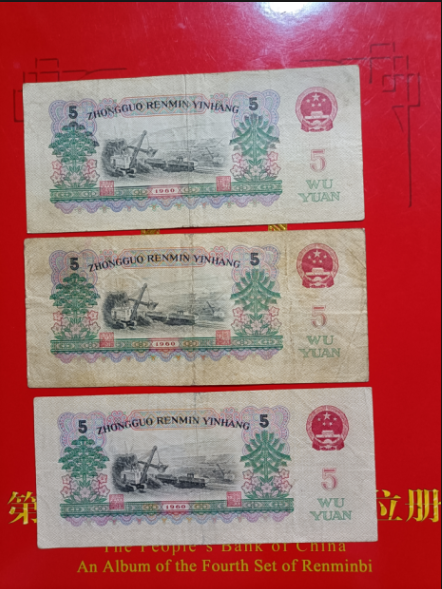 5 ZHONGGUO RENMIN YINHANG 5
5
WU
YUAN
1960
5 ZHONGGUO RENMIN YINHANG 5
5
WU
YUAN
1960
5 ZHONGGUO RENMIN YINHANG 5
5
WU
YUAN
1960
第 立册
The People's Bank of China
An Album of the Fourth Set of Renminbi